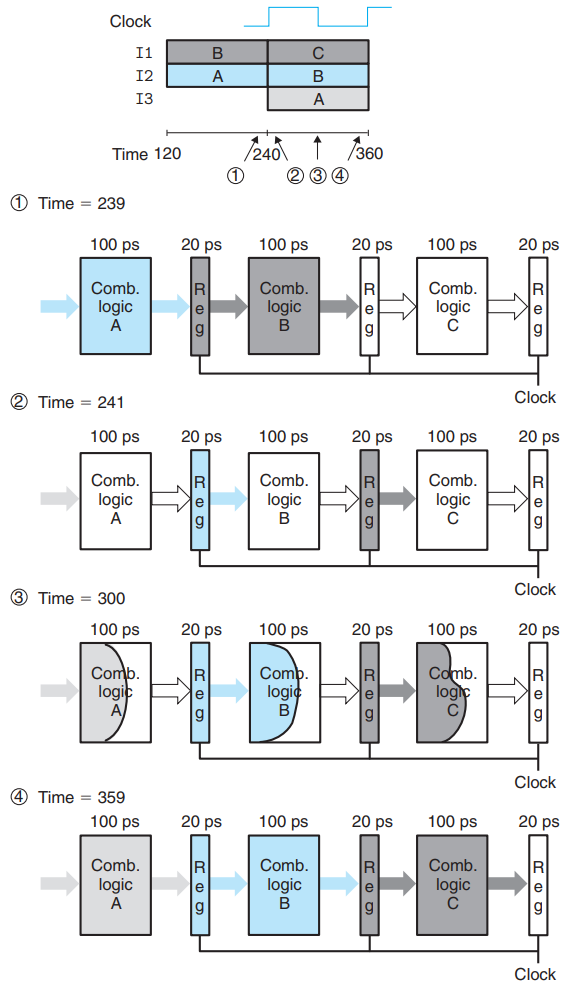 Clock
I1 B C
I2 A B
I3 A
Time 120 240 360
① ② ③ ④
① Time = 239
100 ps 20 ps 100 ps 20 ps 100 ps 20 ps
Comb. logic A
Reg
Comb. logic B
Reg
Comb. logic C
Reg
Clock
② Time = 241
100 ps 20 ps 100 ps 20 ps 100 ps 20 ps
Comb. logic A
Reg
Comb. logic B
Reg
Comb. logic C
Reg
Clock
③ Time = 300
100 ps 20 ps 100 ps 20 ps 100 ps 20 ps
Comb. logic A
Reg
Comb. logic B
Reg
Comb. logic C
Reg
Clock
④ Time = 359
100 ps 20 ps 100 ps 20 ps 100 ps 20 ps
Comb. logic A
Reg
Comb. logic B
Reg
Comb. logic C
Reg
Clock